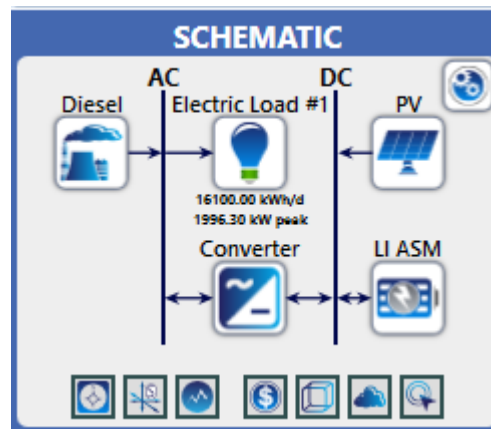 SCHEMATIC
AC DC
Diesel Electric Load #1 PV
16100.00 kWh/d
1996.30 kW peak
Converter LI ASM